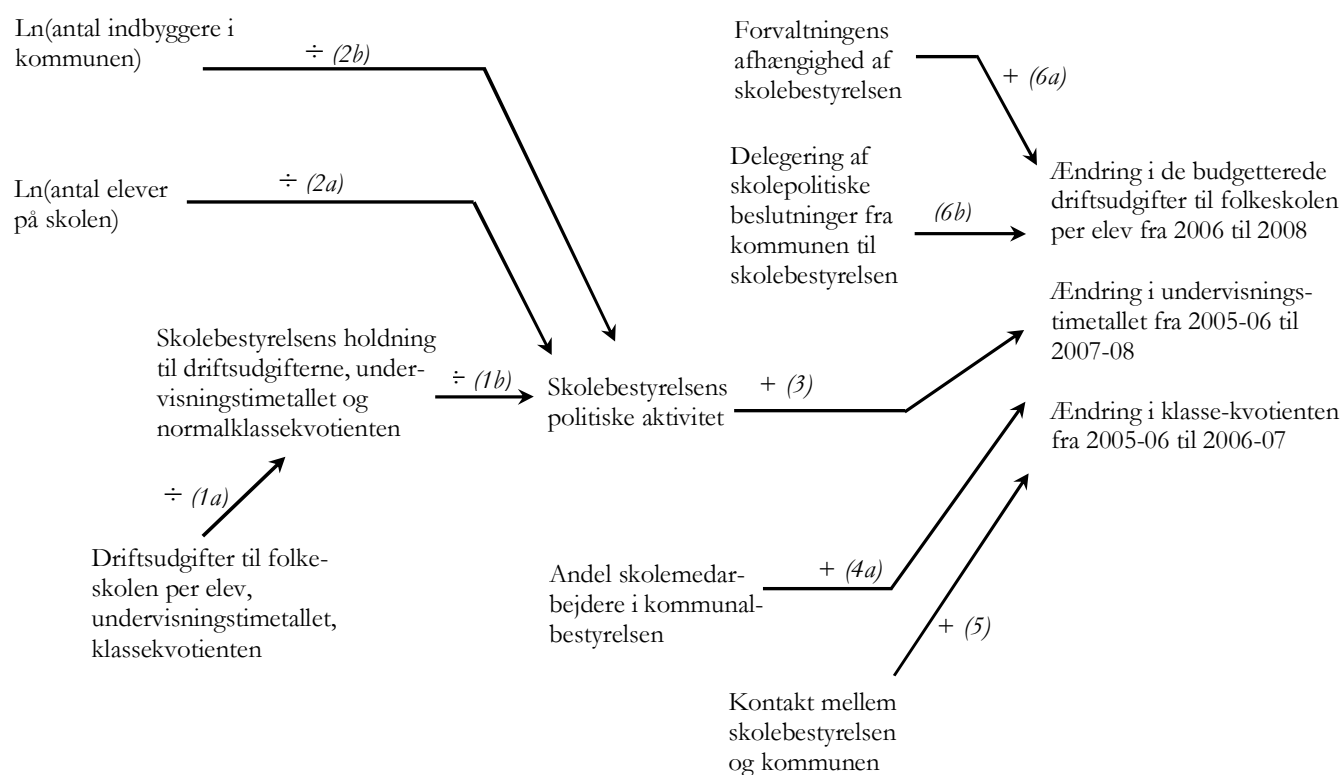 Ln(antal indbyggere i
kommunen)
÷ (2b)
Ln(antal elever
på skolen)
÷ (2a)
Skolebestyrelsens holdning
til driftsudgifterne, under-
visningstimetallet og
normalklassekvotienten
÷ (1b)
÷ (1a)
Driftsudgifter til folke-
skolen per elev,
undervisningstimetallet,
klassekvotienten
Skolebestyrelsens
politiske aktivitet
+ (3)
Andel skolemedar-
bejdere i kommunal-
bestyrelsen
+ (4a)
Kontakt mellem
skolebestyrelsen
og kommunen
+ (5)
Forvaltningens
afhængighed af
skolebestyrelsen
+ (6a)
Delegering af
skolepolitiske
beslutninger fra
kommunen til
skolebestyrelsen
(6b)
Ændring i de budgetterede
driftsudgifter til folkeskolen
per elev fra 2006 til 2008
Ændring i undervisnings-
timetallet fra 2005-06 til
2007-08
Ændring i klasse-kvotienten
fra 2005-06 til 2006-07